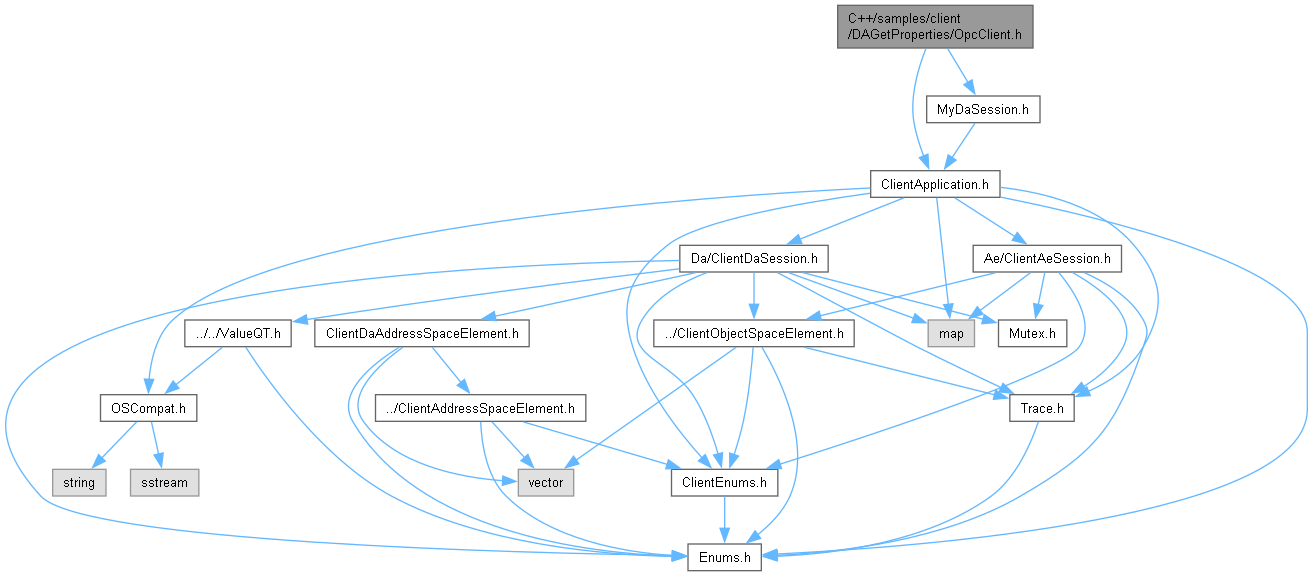 C++/samples/client
/DAGetProperties/OpcClient.h
MyDaSession.h
ClientApplication.h
Da/ClientDaSession.h
Ae/ClientAeSession.h
../../ValueQT.h
ClientDaAddressSpaceElement.h
../ClientObjectSpaceElement.h
map
Mutex.h
OSCompat.h
../ClientAddressSpaceElement.h
Trace.h
string
sstream
vector
ClientEnums.h
Enums.h